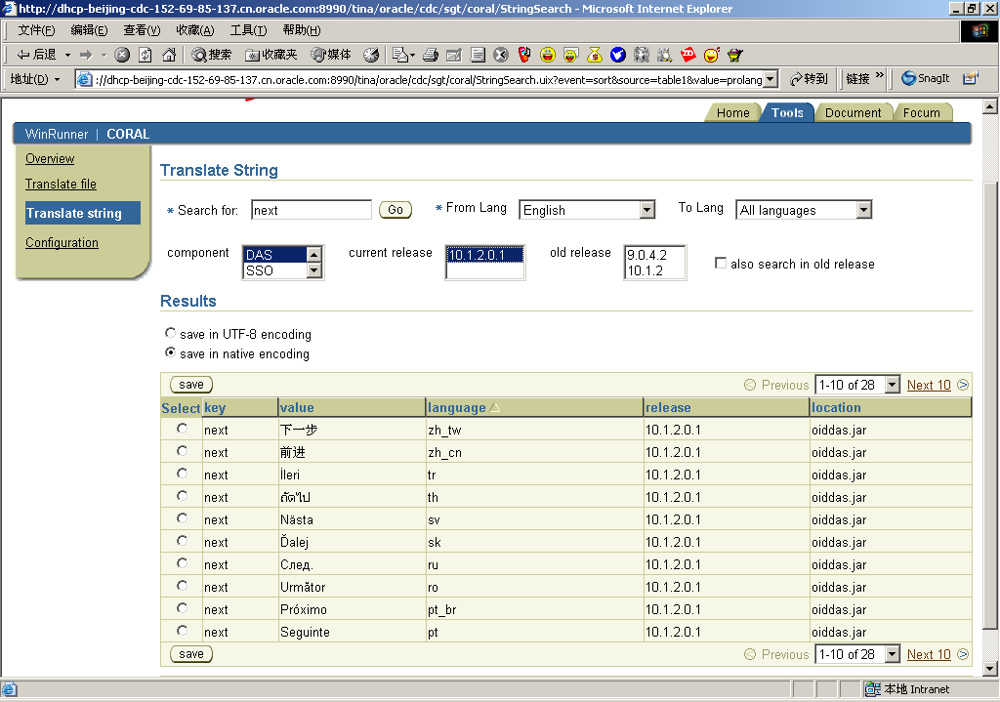 http://dhcp-beijing-cdc-152-69-85-137.cn.oracle.com:8990/tina/oracle/cdc/sgt/coral/StringSearch - Microsoft Internet Explorer
文件(F) 编辑(E) 查看(V) 收藏(A) 工具(T) 帮助(H)
后退 搜索 收藏夹 媒体
地址(D) ://dhcp-beijing-cdc-152-69-85-137.cn.oracle.com:8990/tina/oracle/cdc/sgt/coral/StringSearch.uix?event=sort&source=table1&value=prolang 转到 链接 » SnagIt
Home Tools Document Focum
WinRunner | CORAL
Overview
Translate file
Translate string
Configuration
Translate String
* Search for: next Go * From Lang English To Lang All languages
component DAS SSO current release 10.1.2.0.1 old release 9.0.4.2 10.1.2 also search in old release
Results
save in UTF-8 encoding
save in native encoding
save Previous 1-10 of 28 Next 10
Select key value language release location
next 下一步 zh_tw 10.1.2.0.1 oiddas.jar
next 前进 zh_cn 10.1.2.0.1 oiddas.jar
next İleri tr 10.1.2.0.1 oiddas.jar
next ถัดไป th 10.1.2.0.1 oiddas.jar
next Nästa sv 10.1.2.0.1 oiddas.jar
next Ďalej sk 10.1.2.0.1 oiddas.jar
next След. ru 10.1.2.0.1 oiddas.jar
next Următor ro 10.1.2.0.1 oiddas.jar
next Próximo pt_br 10.1.2.0.1 oiddas.jar
next Seguinte pt 10.1.2.0.1 oiddas.jar
save Previous 1-10 of 28 Next 10
本地 Intranet